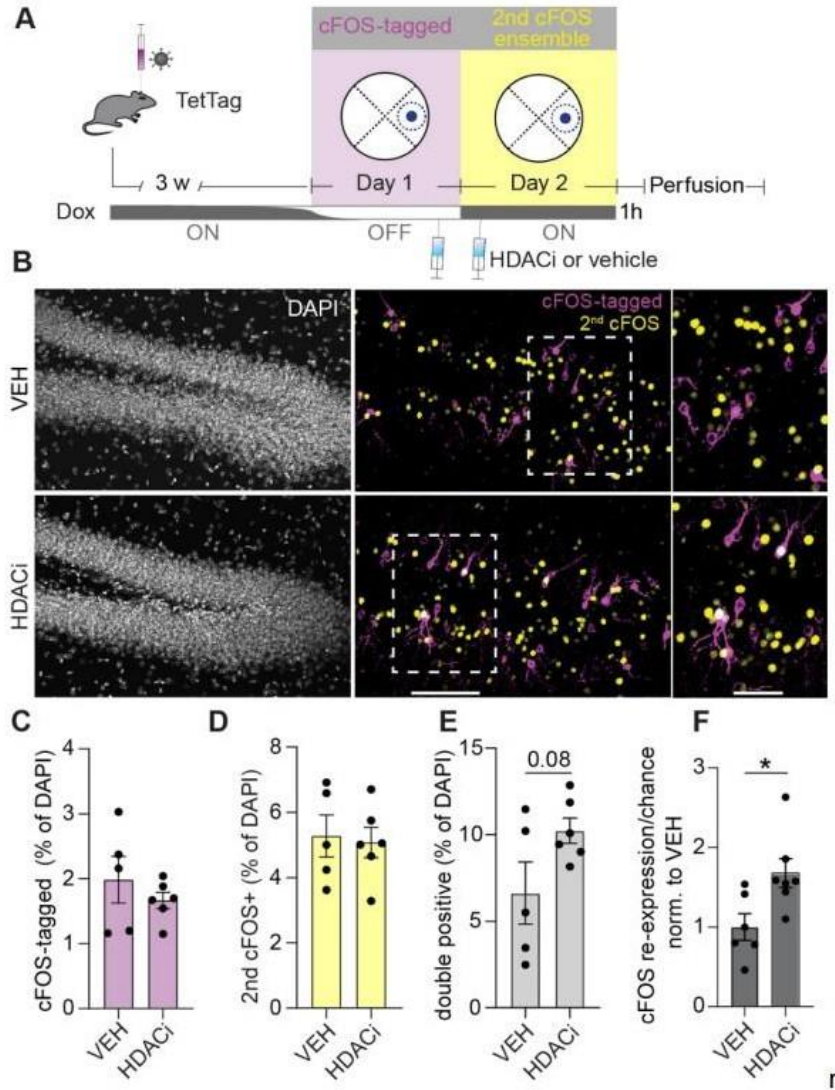 A
cFOS-tagged
2nd cFOS
ensemble
TetTag
3 w
Day 1
Day 2
Perfusion
Dox
ON
OFF
ON
1h
HDACi or vehicle
B
VEH
DAPI
cFOS-tagged
2nd cFOS
HDACi
C
cFOS-tagged (% of DAPI)
4
3
2
1
0
VEH
HDACi
D
2nd cFOS+ (% of DAPI)
8
6
4
2
0
VEH
HDACi
E
double positive (% of DAPI)
15
10
5
0
0.08
VEH
HDACi
F
cFOS re-expression/chance
norm. to VEH
3
2
1
0
*
VEH
HDACi